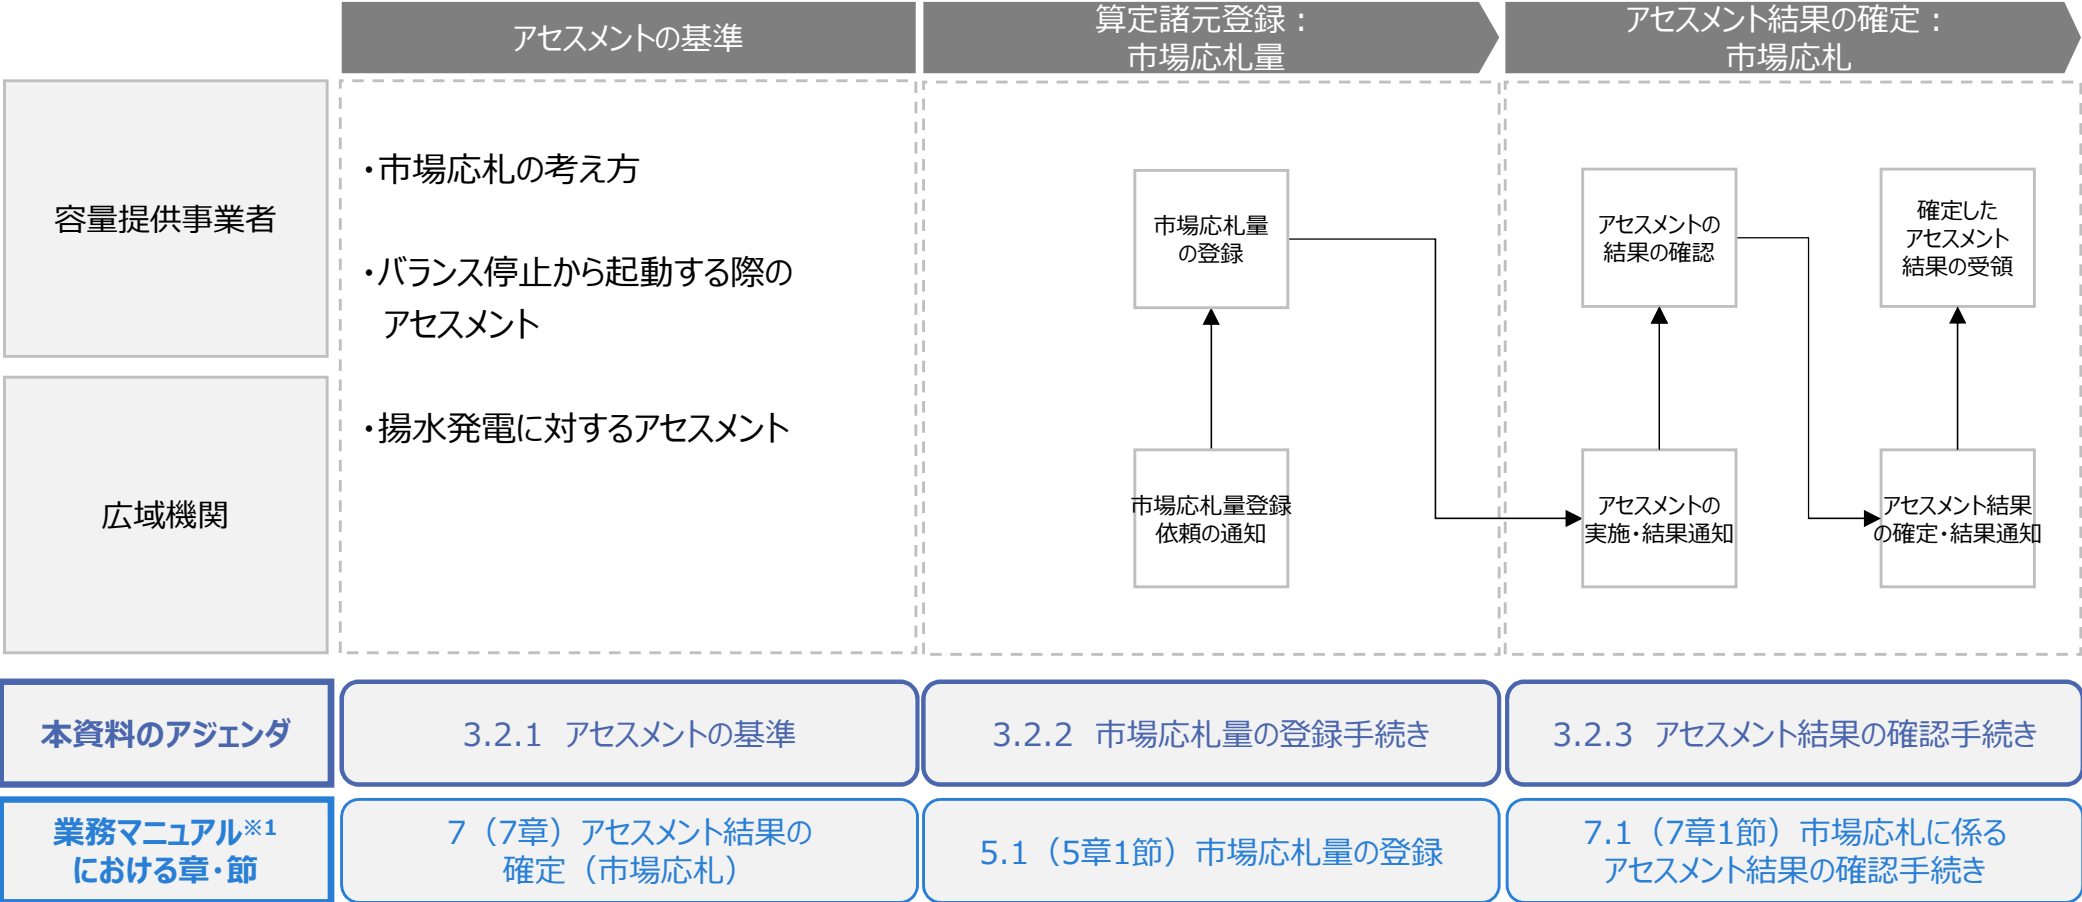 アセスメントの基準
算定諸元登録：
市場応札量
アセスメント結果の確定：
市場応札
容量提供事業者
・市場応札の考え方
・バランス停止から起動する際の
アセスメント
・揚水発電に対するアセスメント
市場応札量
の登録
アセスメントの
結果の確認
確定した
アセスメント
結果の受領
広域機関
市場応札量登録
依頼の通知
アセスメントの
実施・結果通知
アセスメント結果
の確定・結果通知
本資料のアジェンダ
3.2.1 アセスメントの基準
3.2.2 市場応札量の登録手続き
3.2.3 アセスメント結果の確認手続き
業務マニュアル※1
における章・節
7（7章）アセスメント結果の
確定（市場応札）
5.1（5章1節）市場応札量の登録
7.1（7章1節）市場応札に係る
アセスメント結果の確認手続き